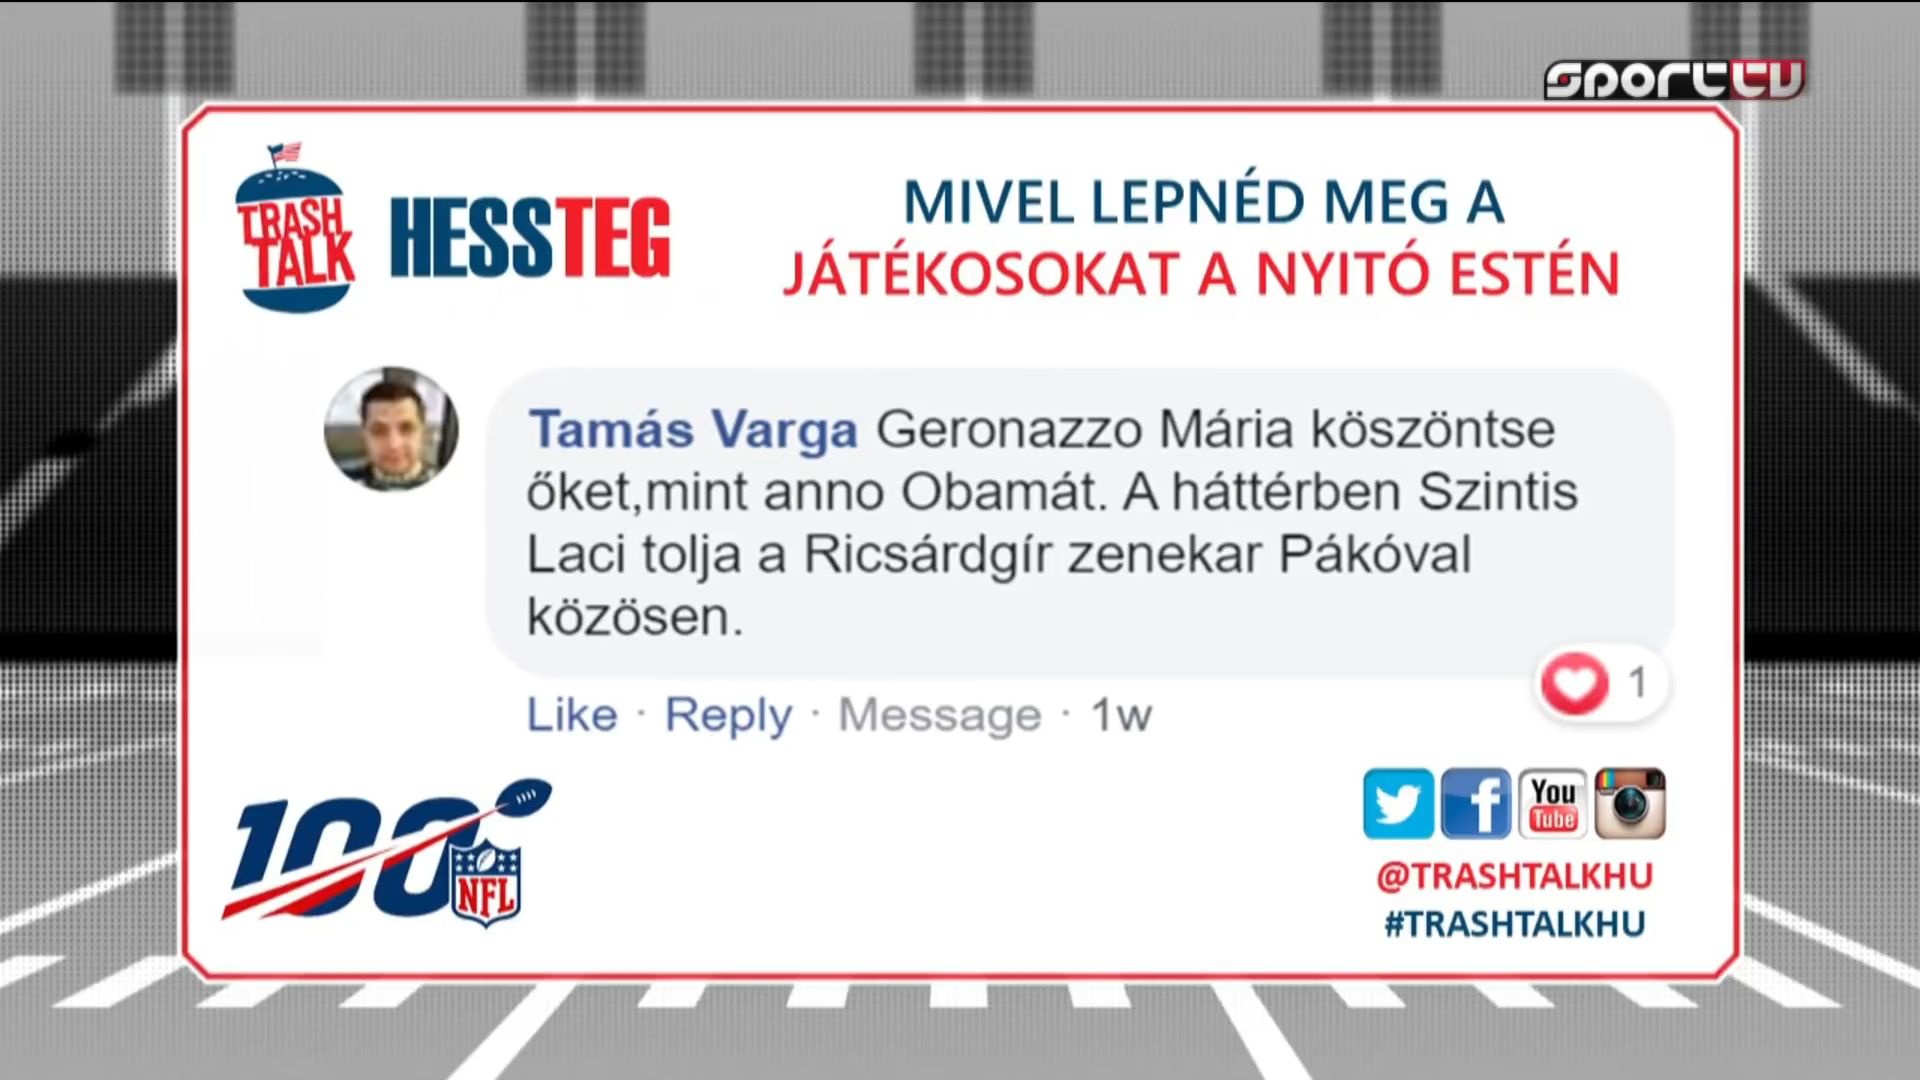 sport tv
TRASH
TALK
HESSTEG
MIVEL LEPNÉD MEG A
JÁTÉKOSOKAT A NYITÓ ESTÉN
Tamás Varga Geronazzo Mária köszöntse
őket,mint anno Obamát. A háttérben Szintis
Laci tolja a Ricsárdgír zenekar Pákóval
közösen.
1
Like · Reply · Message · 1w
100
NFL
You
Tube
@TRASHTALKHU
#TRASHTALKHU